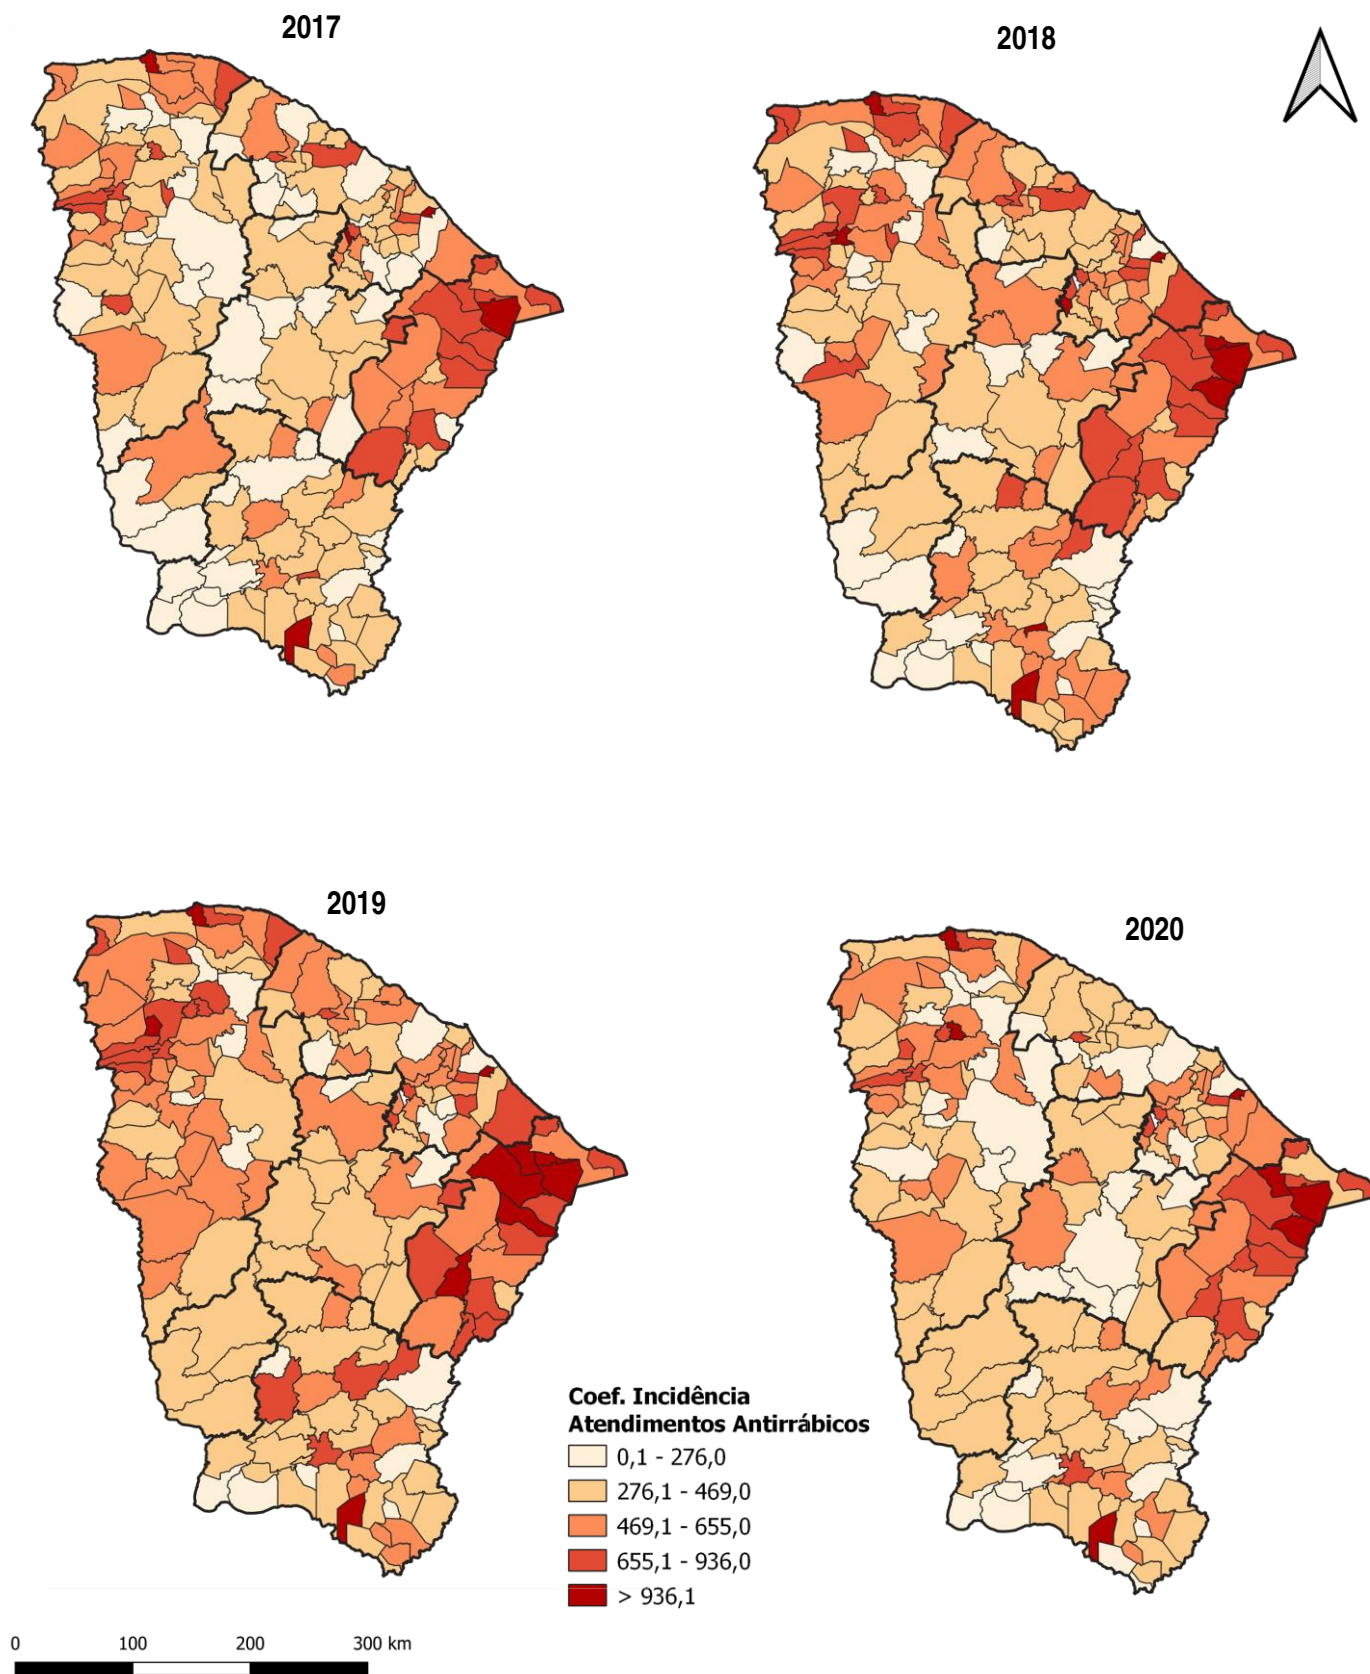 2017
2018
2019
2020
Coef. Incidência
Atendimentos Antirrábicos
0,1 - 276,0
276,1 - 469,0
469,1 - 655,0
655,1 - 936,0
> 936,1
0 100 200 300 km